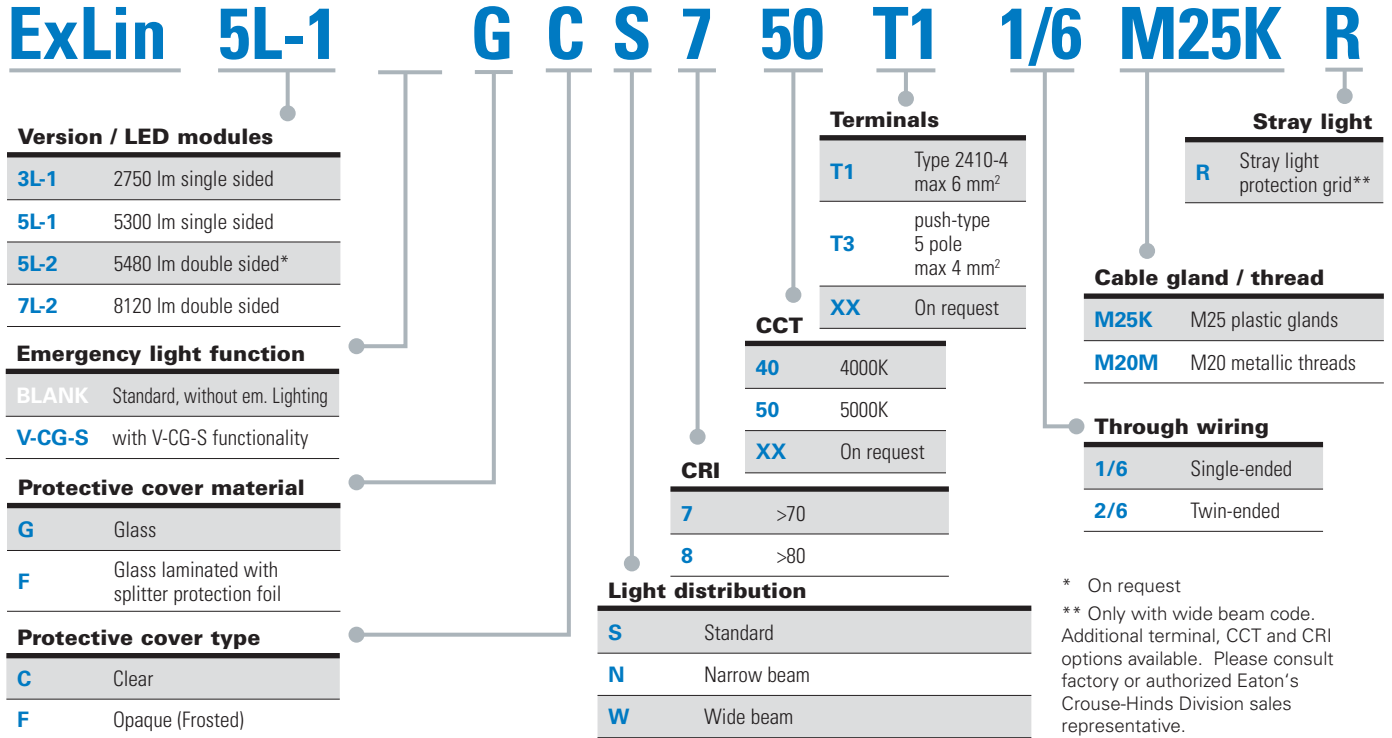 ExLin 5L-1 G C S 7 50 T1 1/6 M25K R
Version / LED modules
3L-1 2750 lm single sided
5L-1 5300 lm single sided
5L-2 5480 lm double sided*
7L-2 8120 lm double sided
Emergency light function
BLANK Standard, without em. Lighting
V-CG-S with V-CG-S functionality
Protective cover material
G Glass
F Glass laminated with
splitter protection foil
Protective cover type
C Clear
F Opaque (Frosted)
Light distribution
S Standard
N Narrow beam
W Wide beam
CRI
7 >70
8 >80
CCT
40 4000K
50 5000K
XX On request
Terminals
T1 Type 2410-4
max 6 mm²
T3 push-type
5 pole
max 4 mm²
XX On request
Through wiring
1/6 Single-ended
2/6 Twin-ended
Cable gland / thread
M25K M25 plastic glands
M20M M20 metallic threads
Stray light
R Stray light
protection grid**
* On request
** Only with wide beam code.
Additional terminal, CCT and CRI
options available. Please consult
factory or authorized Eaton‘s
Crouse-Hinds Division sales
representative.